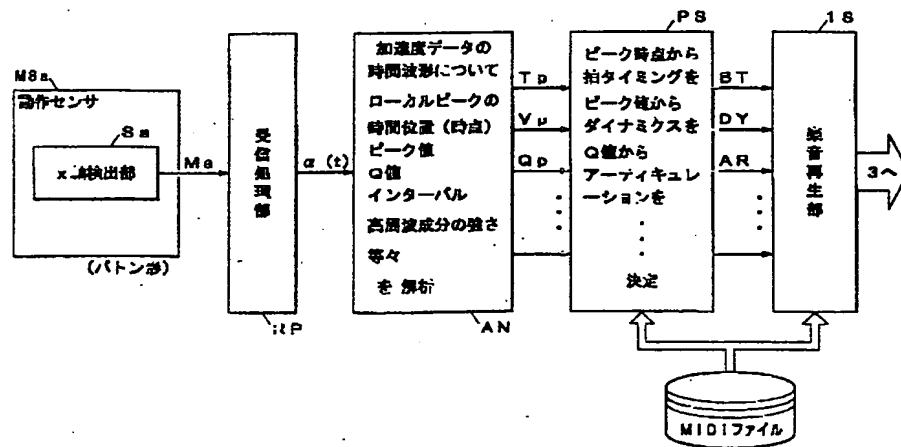 MSa
動作センサ
Sa
x軸検出部
(バトン形)
Ma
受信処理部
RP
α (t)
加速度データの
時間波形について
ローカルピークの
時間位置(時点)
ピーク値
Q値
インターバル
高周波成分の強さ
等々
を 解析
AN
Tp
Vp
Qp
PS
ピーク時点から
拍タイミングを
ピーク値から
ダイナミクスを
Q値から
アーティキュレ
ーションを
決定
BT
DY
AR
1S
楽音再生部
3へ
MIDIファイル